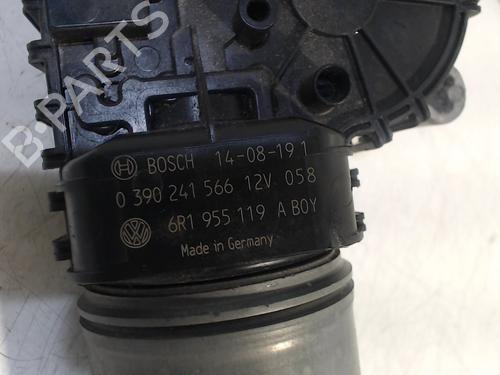 B-PARTS
BOSCH 14-08-19 1
0 390 241 566 12V 058
6R1 955 119 A BOY
Made in Germany